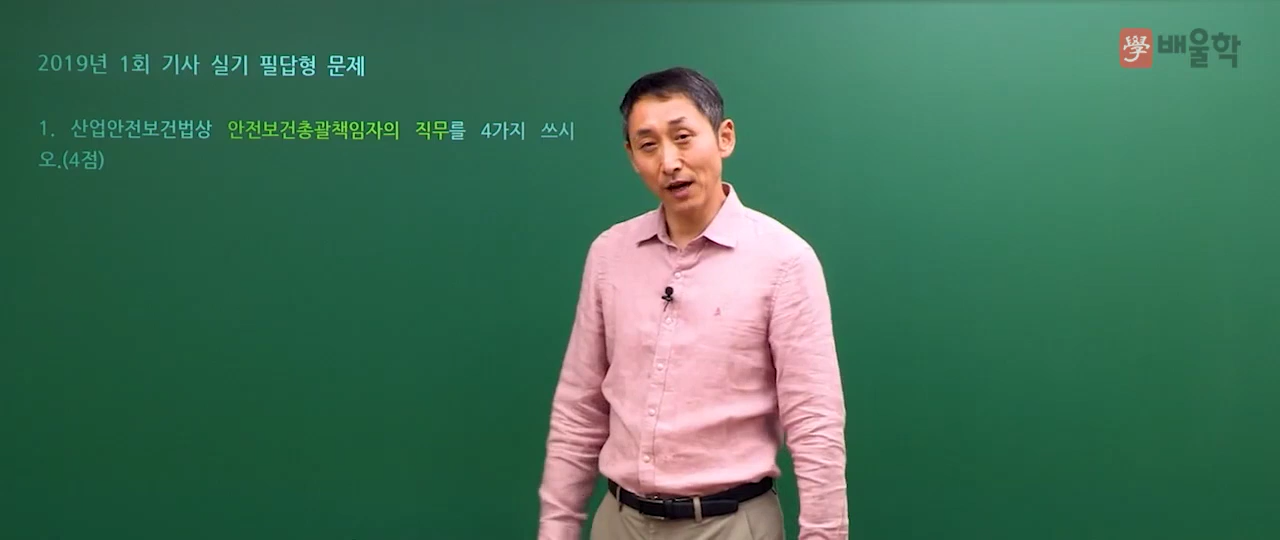 學 배울학
2019년 1회 기사 실기 필답형 문제
1. 산업안전보건법상 안전보건총괄책임자의 직무를 4가지 쓰시
오.(4점)